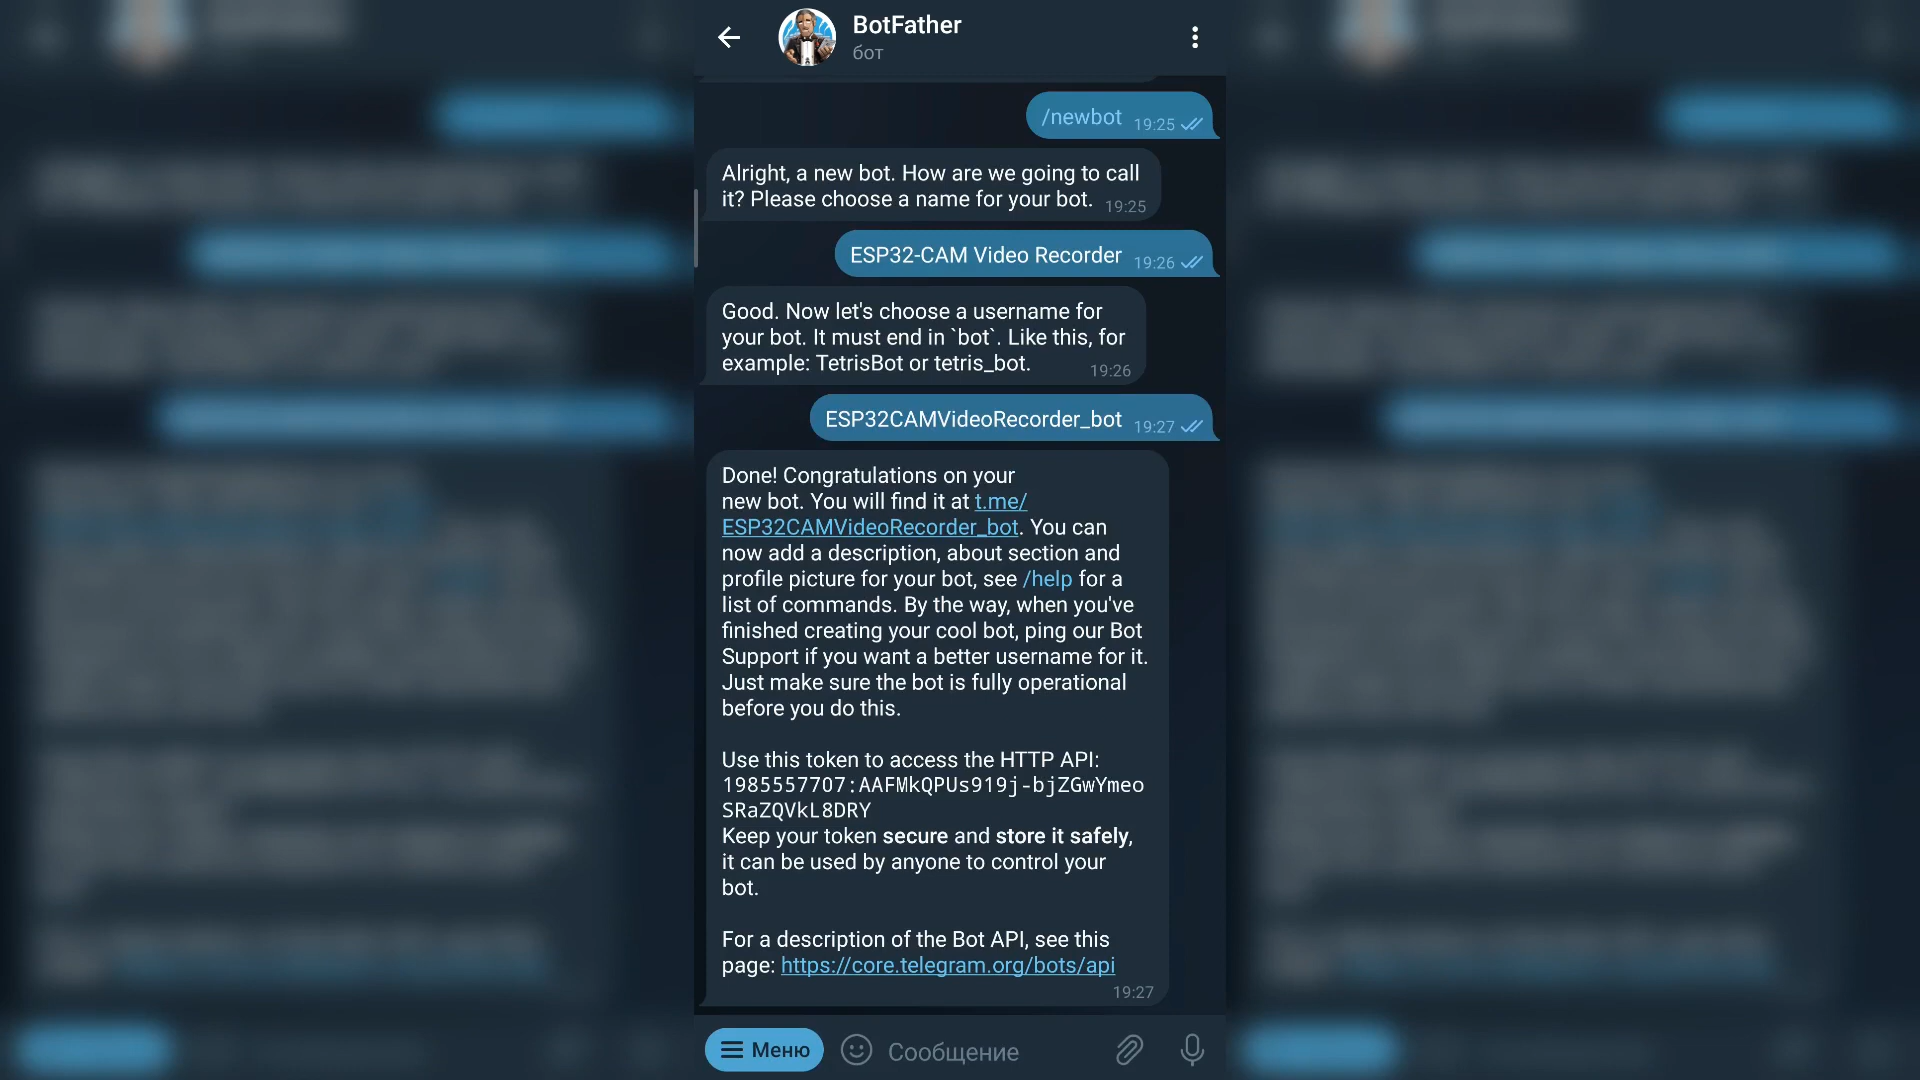 BotFather
бот
/newbot 19:25
Alright, a new bot. How are we going to call
it? Please choose a name for your bot. 19:25
ESP32-CAM Video Recorder 19:26
Good. Now let's choose a username for
your bot. It must end in `bot`. Like this, for
example: TetrisBot or tetris_bot. 19:26
ESP32CAMVideoRecorder_bot 19:27
Done! Congratulations on your
new bot. You will find it at t.me/
ESP32CAMVideoRecorder_bot. You can
now add a description, about section and
profile picture for your bot, see /help for a
list of commands. By the way, when you've
finished creating your cool bot, ping our Bot
Support if you want a better username for it.
Just make sure the bot is fully operational
before you do this.
Use this token to access the HTTP API:
1985557707:AAFMkQPUs919j-bjZGwYmeo
SRaZQVkL8DRY
Keep your token secure and store it safely,
it can be used by anyone to control your
bot.
For a description of the Bot API, see this
page: https://core.telegram.org/bots/api
19:27
Меню Сообщение